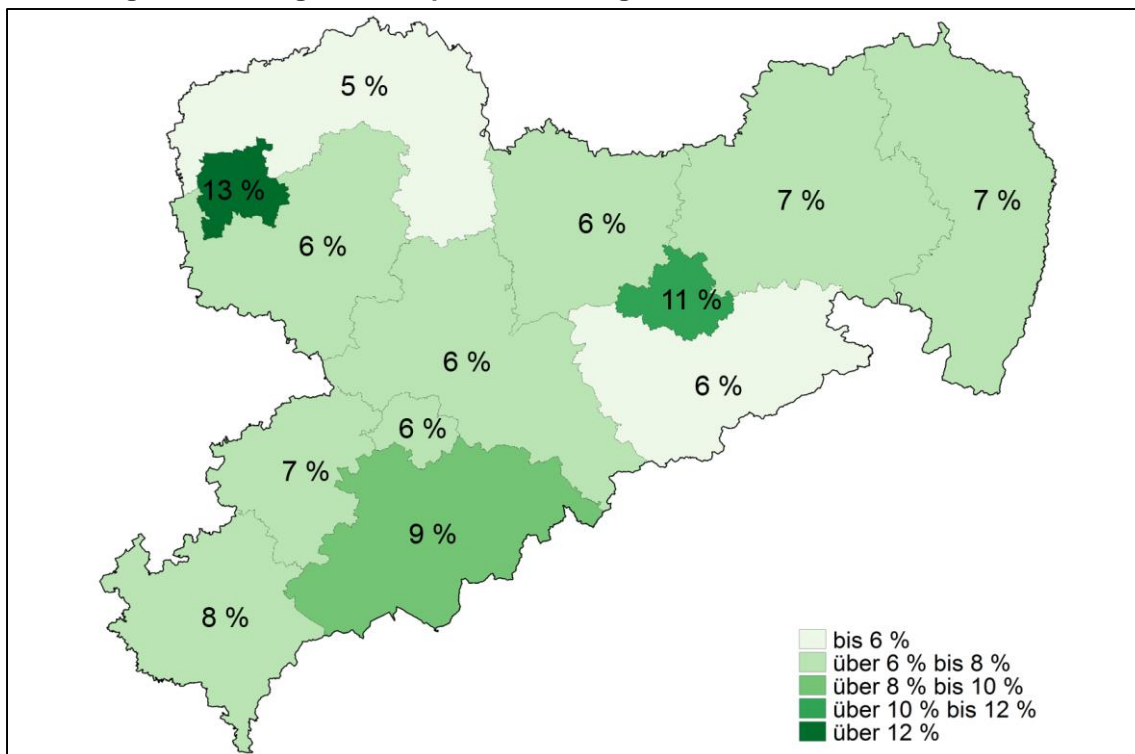 5 %
13 %
6 %
6 %
7 %
7 %
11 %
6 %
6 %
6 %
7 %
9 %
8 %
bis 6 %
über 6 % bis 8 %
über 8 % bis 10 %
über 10 % bis 12 %
über 12 %